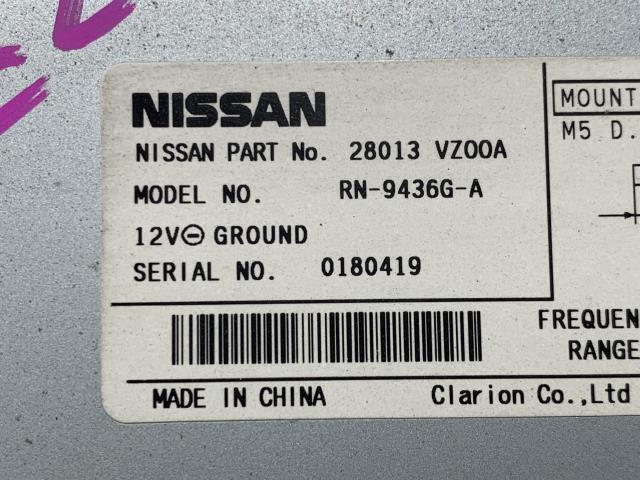 NISSAN
NISSAN PART No. 28013 VZ00A
MODEL NO. RN-9436G-A
12V⊖ GROUND
SERIAL NO. 0180419
MOUNT
M5 D.
FREQUEN
RANGE
MADE IN CHINA Clarion Co.,Ltd